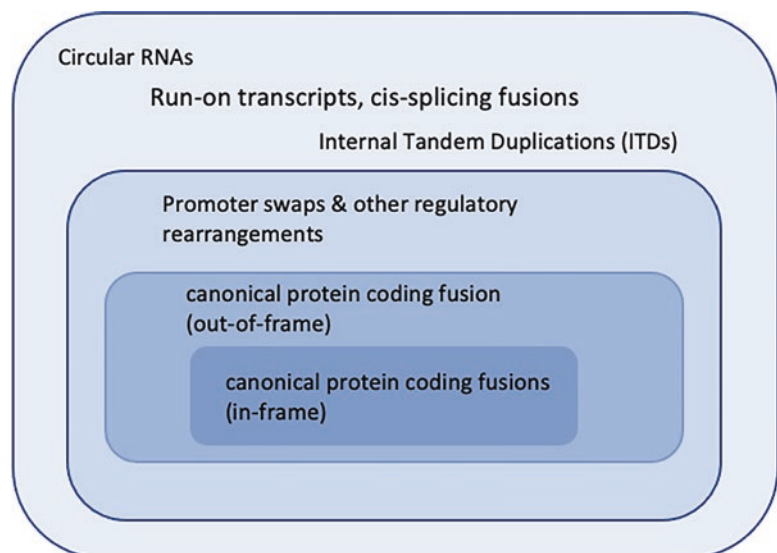 Circular RNAs
Run-on transcripts, cis-splicing fusions
Internal Tandem Duplications (ITDs)
Promoter swaps & other regulatory
rearrangements
canonical protein coding fusion
(out-of-frame)
canonical protein coding fusions
(in-frame)